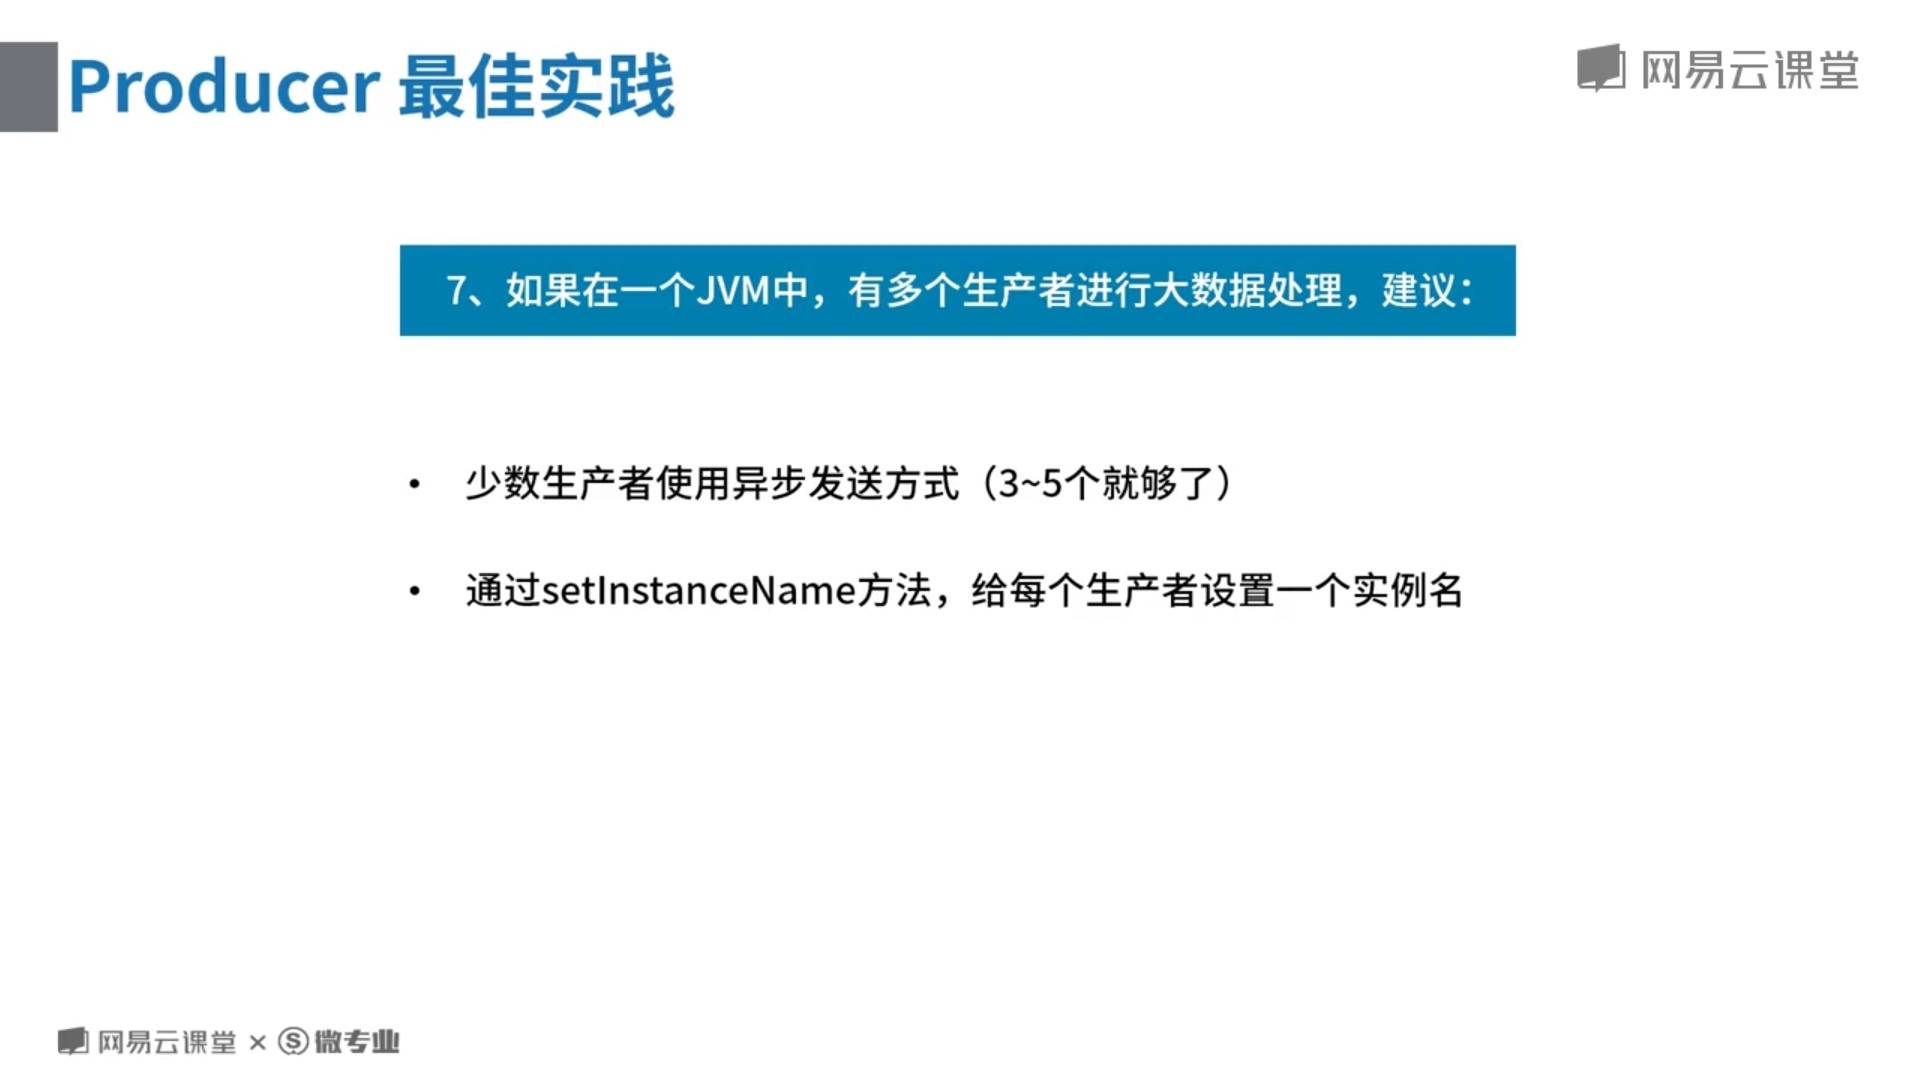 Producer 最佳实践
网易云课堂
7、如果在一个JVM中，有多个生产者进行大数据处理，建议：
• 少数生产者使用异步发送方式（3~5个就够了）
• 通过setInstanceName方法，给每个生产者设置一个实例名
网易云课堂 × Ⓢ微专业